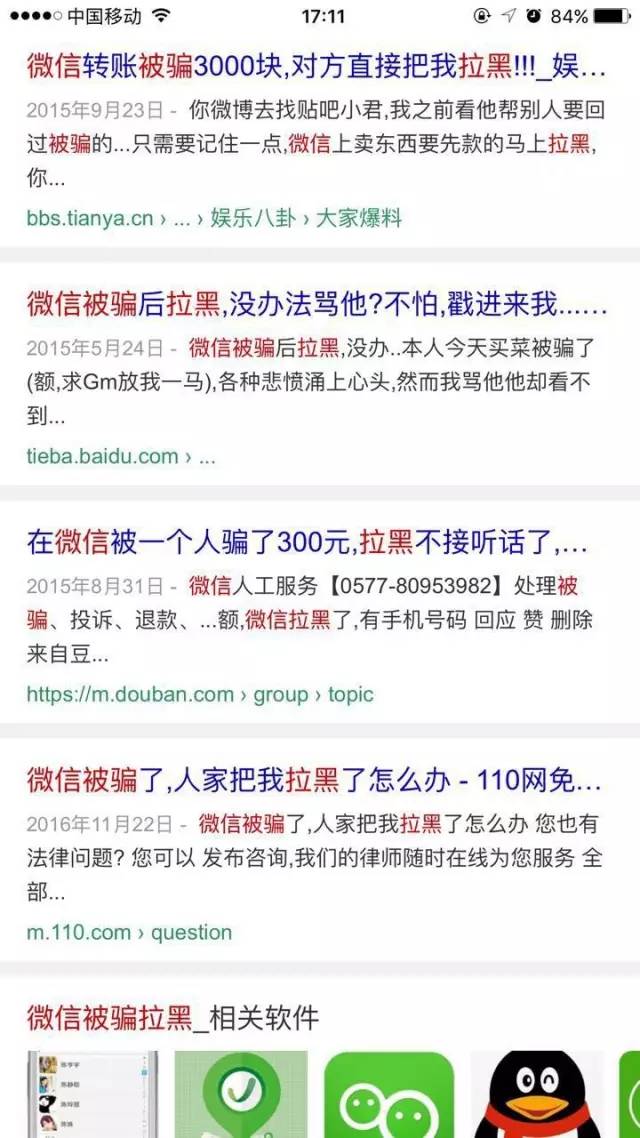 中国移动 17:11 84%
微信转账被骗3000块,对方直接把我拉黑!!!_娱…
2015年9月23日 - 你微博去找贴吧小君,我之前看他帮别人要回
过被骗的...只需要记住一点,微信上卖东西要先款的马上拉黑,
你...
bbs.tianya.cn › ... › 娱乐八卦 › 大家爆料
微信被骗后拉黑,没办法骂他?不怕,戳进来我...…
2015年5月24日 - 微信被骗后拉黑,没办..本人今天买菜被骗了
(额,求Gm放我一马),各种悲愤涌上心头,然而我骂他他却看不
到...
tieba.baidu.com › ...
在微信被一个人骗了300元,拉黑不接听话了,…
2015年8月31日 - 微信人工服务【0577-80953982】处理被
骗、投诉、退款、...额,微信拉黑了,有手机号码 回应 赞 删除
来自豆...
https://m.douban.com › group › topic
微信被骗了,人家把我拉黑了怎么办 - 110网免…
2016年11月22日 - 微信被骗了,人家把我拉黑了怎么办 您也有
法律问题? 您可以 发布咨询,我们的律师随时在线为您服务 全
部...
m.110.com › question
微信被骗拉黑_相关软件